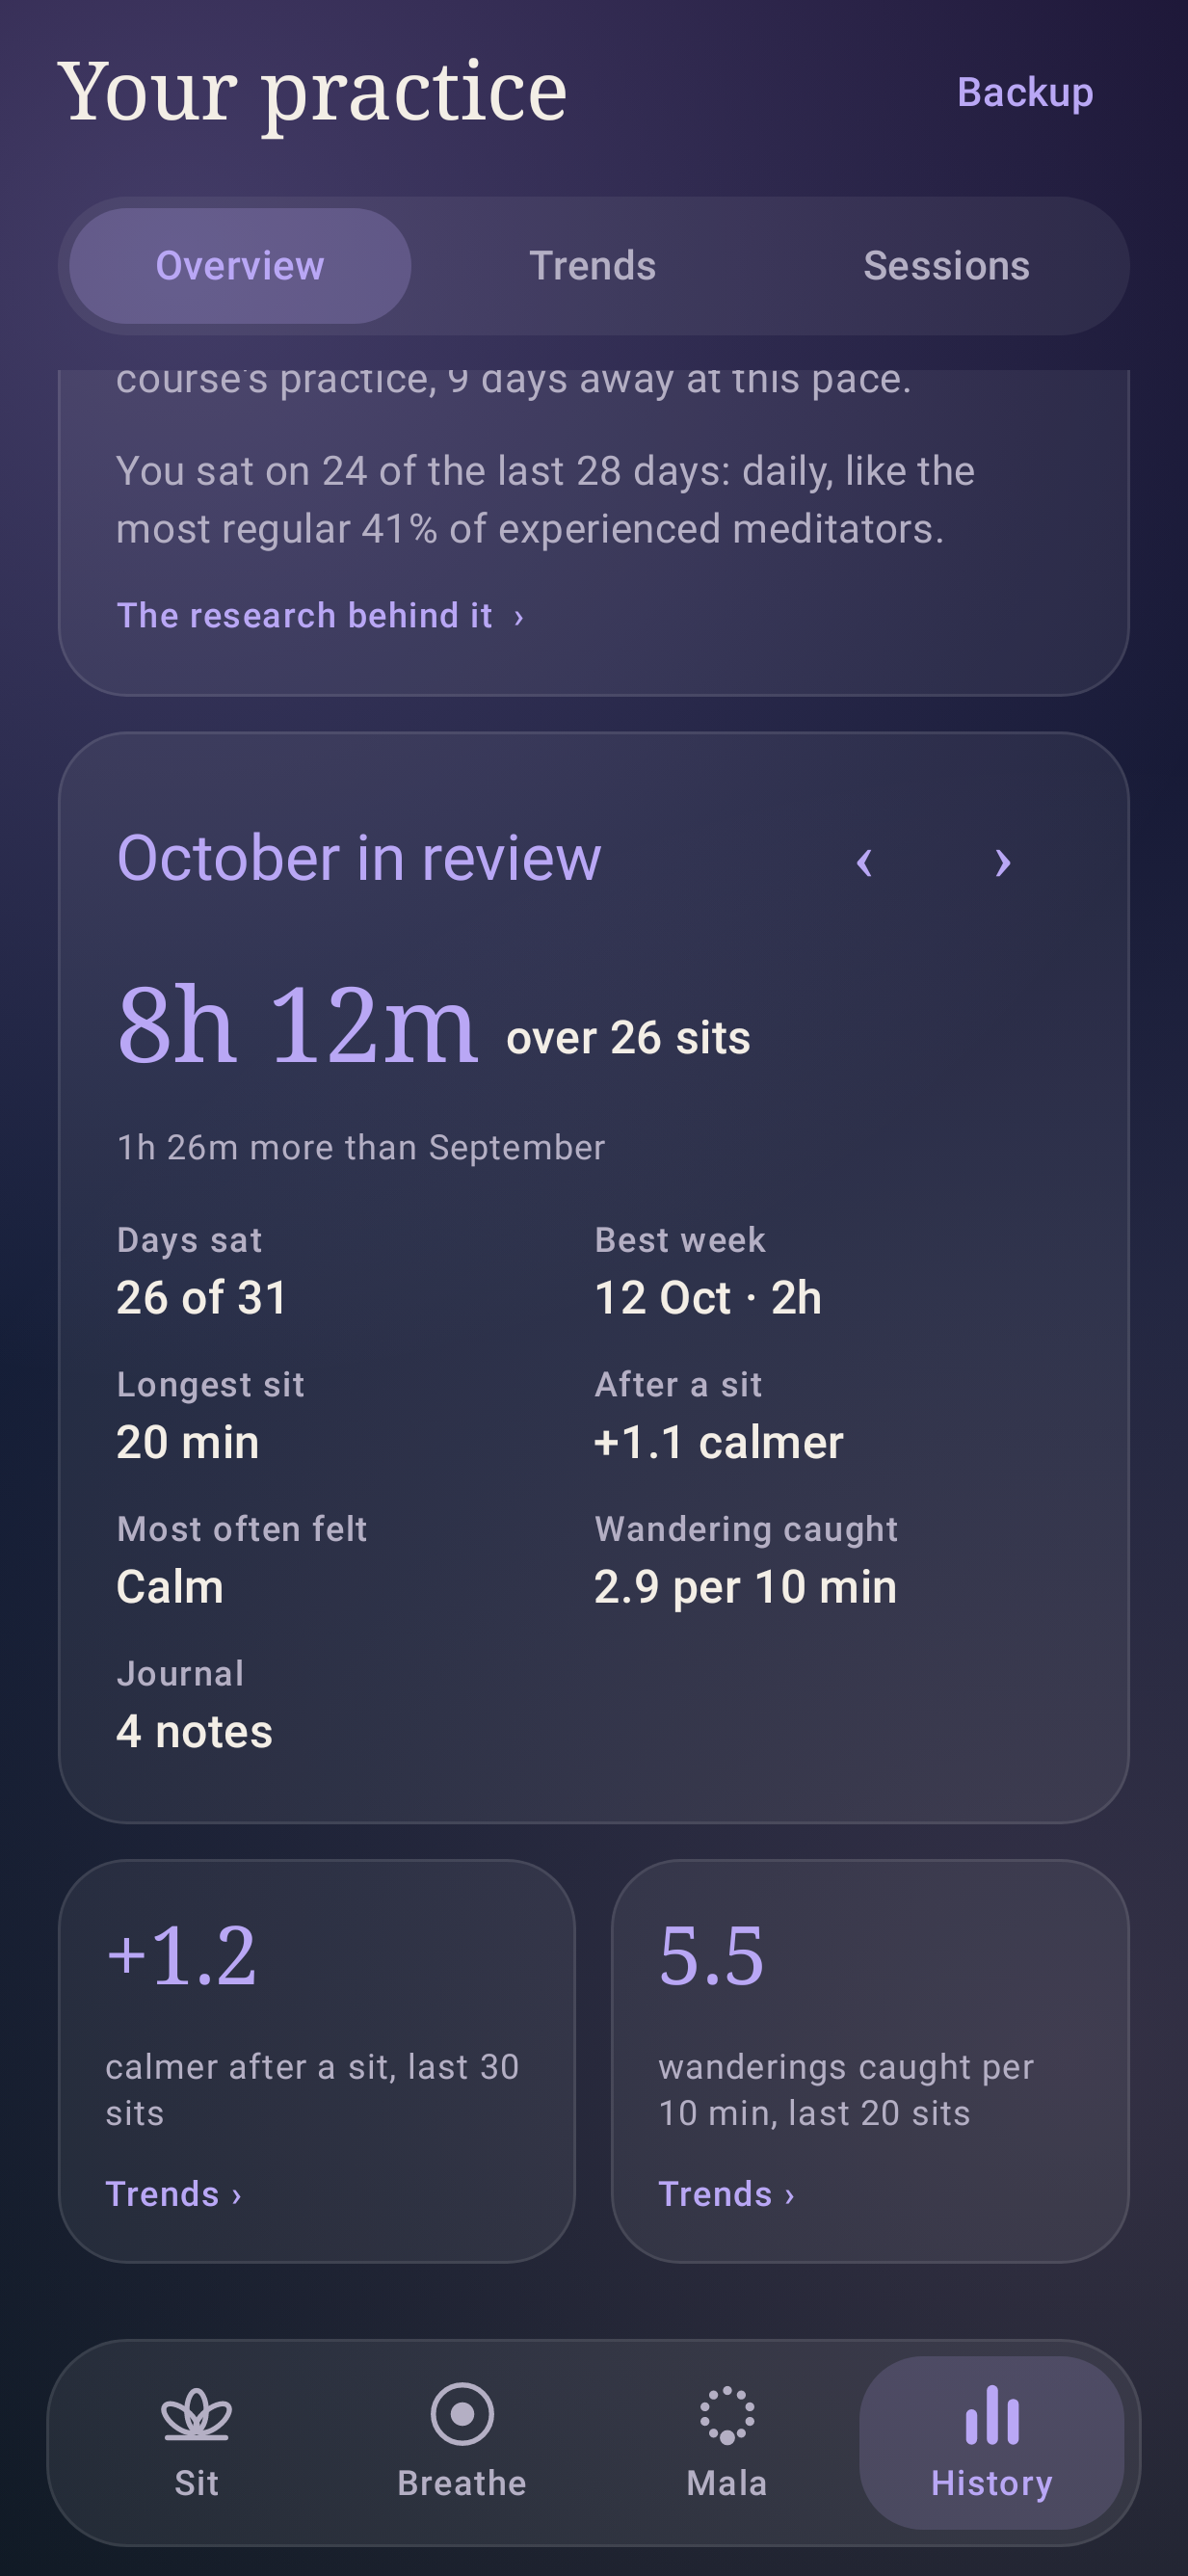 Your practice
Backup
Overview
Trends
Sessions
course's practice, 9 days away at this pace.
You sat on 24 of the last 28 days: daily, like the
most regular 41% of experienced meditators.
The research behind it ›
October in review
‹ ›
8h 12m over 26 sits
1h 26m more than September
Days sat
26 of 31
Best week
12 Oct · 2h
Longest sit
20 min
After a sit
+1.1 calmer
Most often felt
Calm
Wandering caught
2.9 per 10 min
Journal
4 notes
+1.2
calmer after a sit, last 30
sits
Trends ›
5.5
wanderings caught per
10 min, last 20 sits
Trends ›
Sit
Breathe
Mala
History